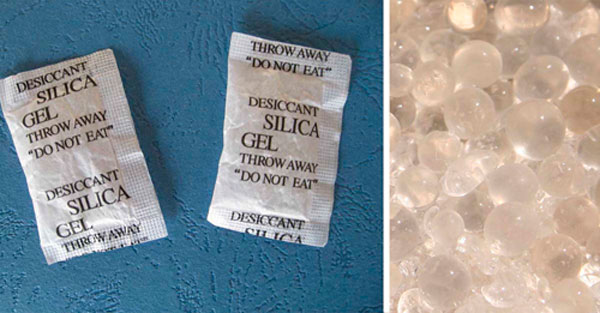 DESICCANT
SILICA
GEL
THROW AWAY
"DO NOT EAT"
DESICCANT
SILICA
GEL
THROW AWAY
THROW AWAY
"DO NOT EAT"
DESICCANT
SILICA
GEL
THROW AWAY
"DO NOT EAT"
DESICCANT
SILICA